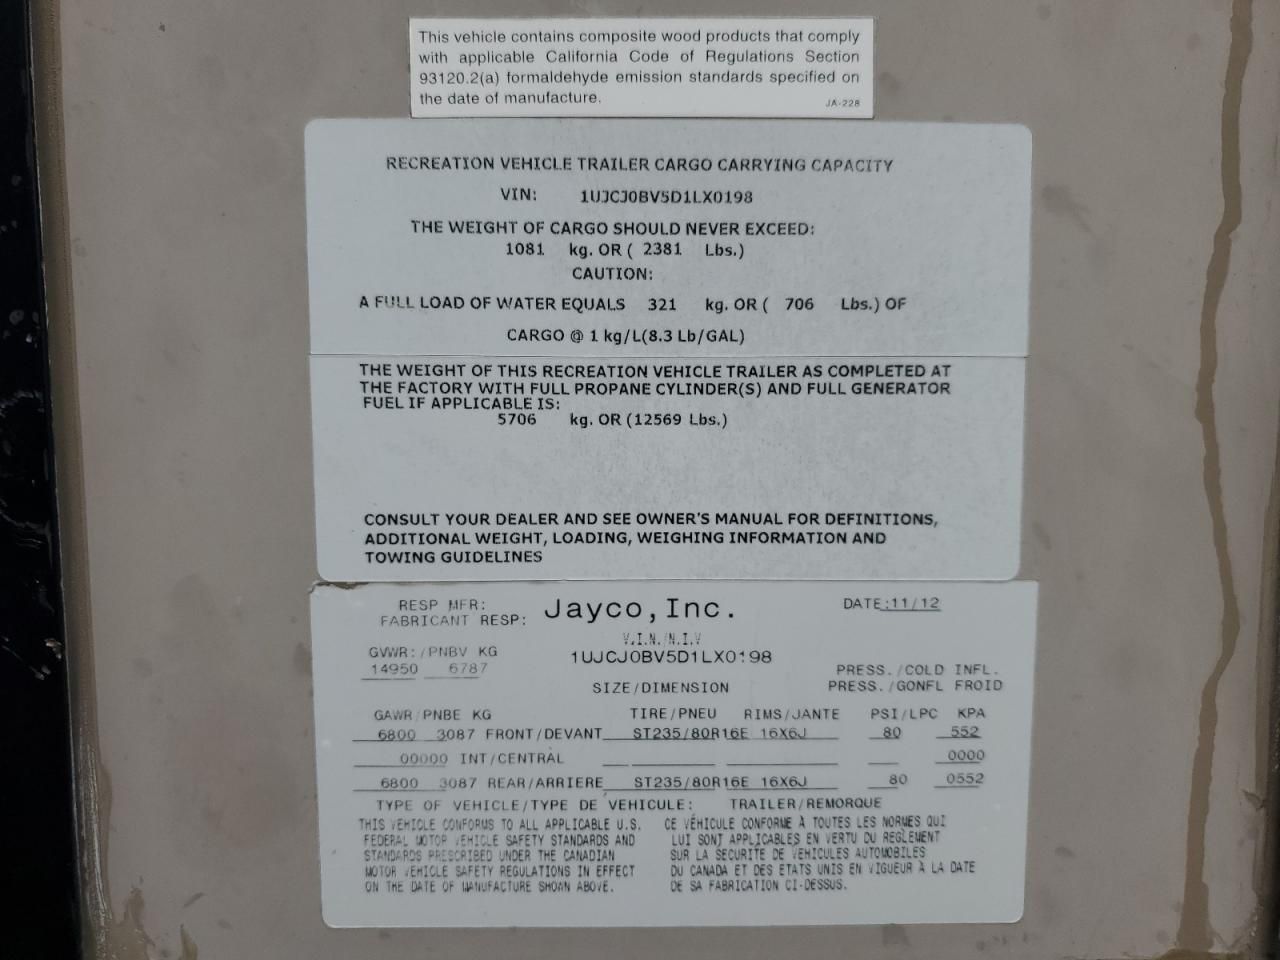 This vehicle contains composite wood products that comply
with applicable California Code of Regulations Section
93120.2(a) formaldehyde emission standards specified on
the date of manufacture.
JA-228
RECREATION VEHICLE TRAILER CARGO CARRYING CAPACITY
VIN: 1UJCJ0BV5D1LX0198
THE WEIGHT OF CARGO SHOULD NEVER EXCEED:
1081 kg. OR ( 2381 Lbs.)
CAUTION:
A FULL LOAD OF WATER EQUALS 321 kg. OR ( 706 Lbs.) OF
CARGO @ 1 kg/L(8.3 Lb/GAL)
THE WEIGHT OF THIS RECREATION VEHICLE TRAILER AS COMPLETED AT
THE FACTORY WITH FULL PROPANE CYLINDER(S) AND FULL GENERATOR
FUEL IF APPLICABLE IS:
5706 kg. OR (12569 Lbs.)
CONSULT YOUR DEALER AND SEE OWNER'S MANUAL FOR DEFINITIONS,
ADDITIONAL WEIGHT, LOADING, WEIGHING INFORMATION AND
TOWING GUIDELINES
RESP MFR: Jayco, Inc. DATE:11/12
FABRICANT RESP:
V.I.N./N.I.V
GVWR:/PNBV KG 1UJCJ0BV5D1LX0198
14950 6787 PRESS./COLD INFL.
SIZE/DIMENSION PRESS./GONFL FROID
GAWR/PNBE KG TIRE/PNEU RIMS/JANTE PSI/LPC KPA
6800 3087 FRONT/DEVANT ST235/80R16E 16X6J 80 552
00000 INT/CENTRAL 0000
6800 3087 REAR/ARRIERE ST235/80R16E 16X6J 80 0552
TYPE OF VEHICLE/TYPE DE VEHICULE: TRAILER/REMORQUE
THIS VEHICLE CONFORMS TO ALL APPLICABLE U.S. CE VÉHICULE CONFORME À TOUTES LES NORMES QUI
FEDERAL MOTOR VEHICLE SAFETY STANDARDS AND LUI SONT APPLICABLES EN VERTU DU REGLEMENT
STANDARDS PRESCRIBED UNDER THE CANADIAN SUR LA SECURITE DE VEHICULES AUTOMOBILES
MOTOR VEHICLE SAFETY REGULATIONS IN EFFECT DU CANADA ET DES ETATS UNIS EN VIGUEUR À LA DATE
ON THE DATE OF MANUFACTURE SHOWN ABOVE. DE SA FABRICATION CI-DESSUS.